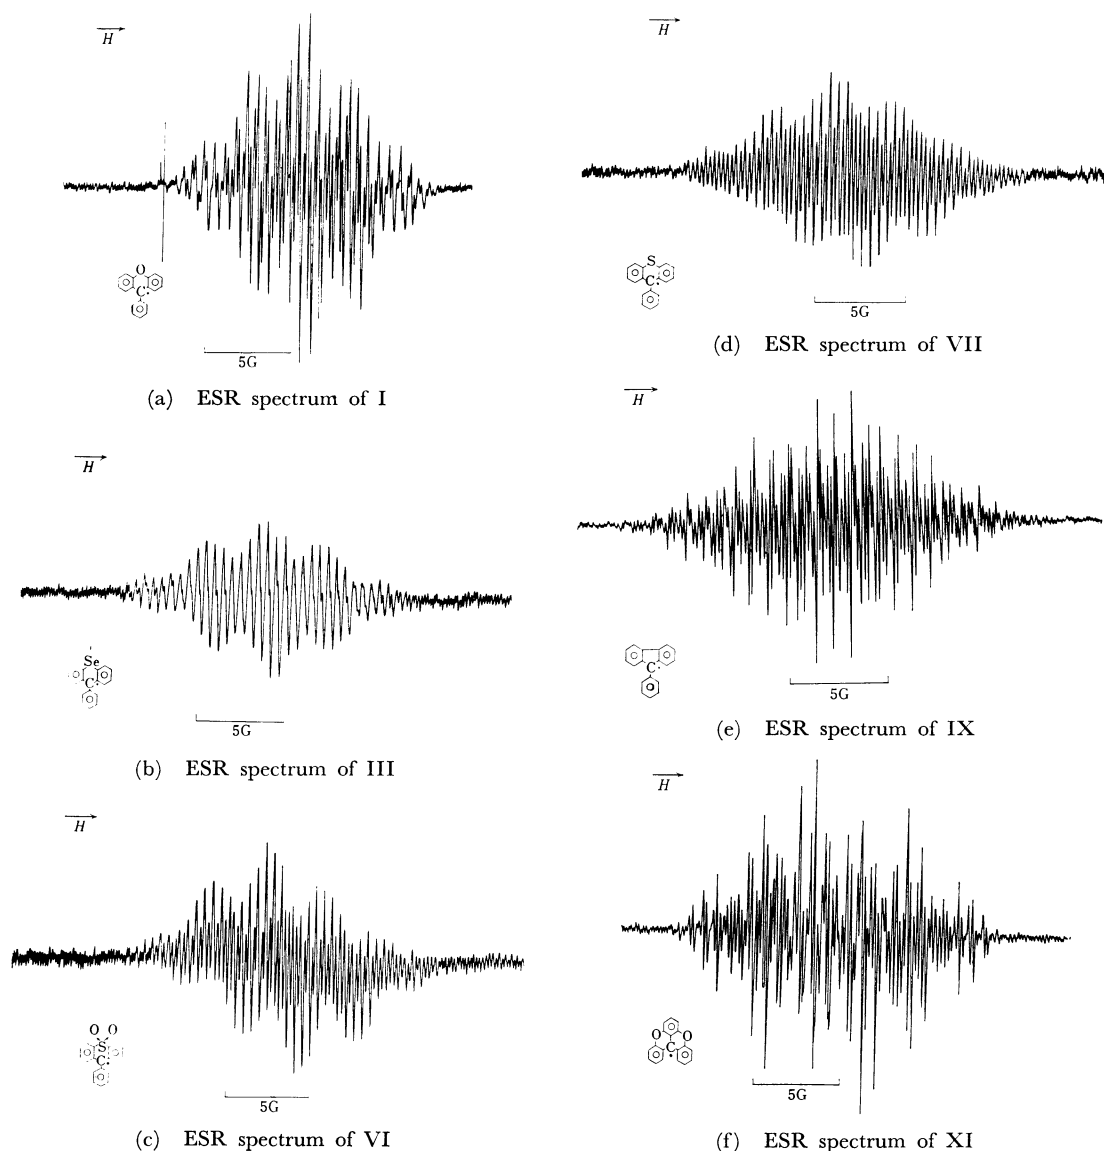 H
O
C
5G
(a) ESR spectrum of I
H
Se
C
5G
(b) ESR spectrum of III
H
O O
S
C
5G
(c) ESR spectrum of VI
H
S
C
5G
(d) ESR spectrum of VII
H
C
5G
(e) ESR spectrum of IX
H
O O
C
5G
(f) ESR spectrum of XI